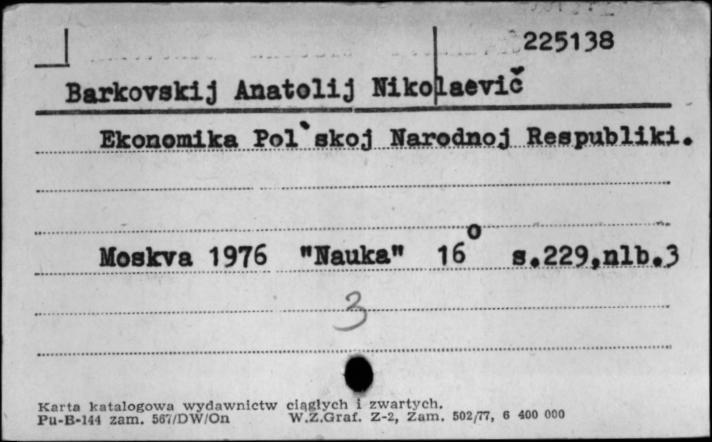 225138
Barkovskij Anatolij Nikolaevič
Ekonomika Pol`skoj Narodnoj Respubliki.
Moskva 1976 "Nauka" 16o s.229,nlb.3
3
Karta katalogowa wydawnictw ciągłych i zwartych.
Pu-B-144 zam. 567/DW/On W.Z.Graf. Z-2, Zam. 502/77, 6 400 000